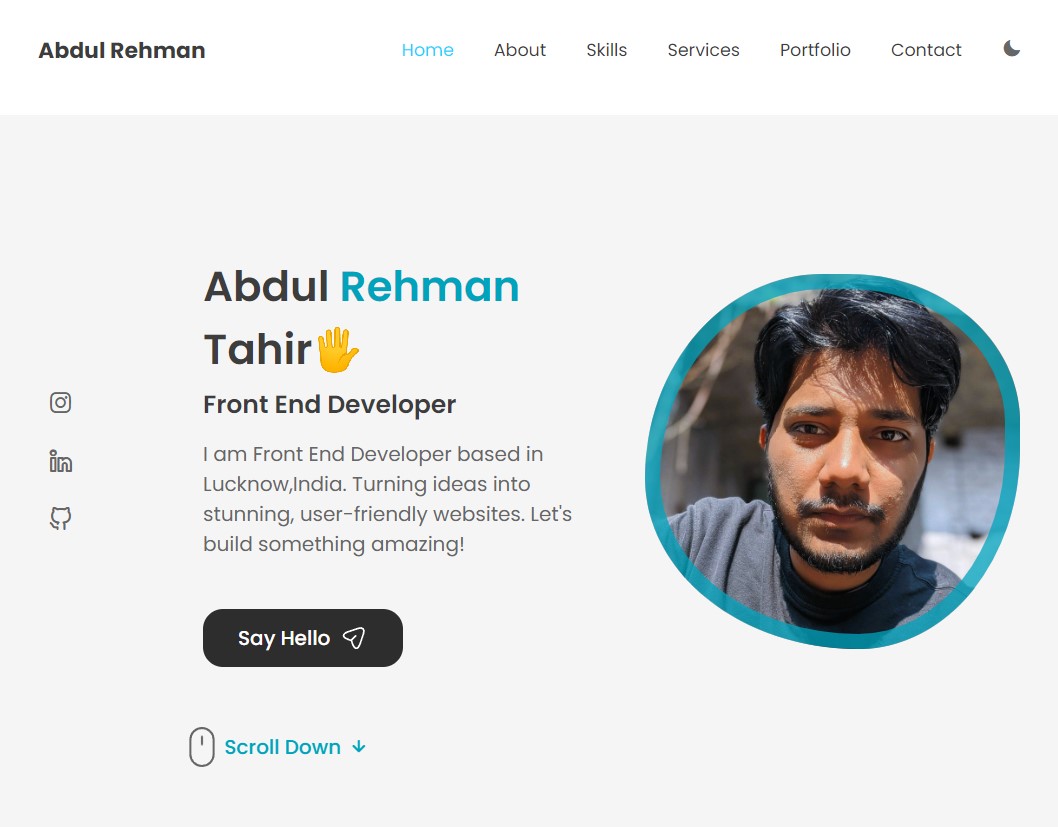 Abdul Rehman
Home About Skills Services Portfolio Contact
Abdul Rehman
Tahir🖐
Front End Developer
I am Front End Developer based in
Lucknow,India. Turning ideas into
stunning, user-friendly websites. Let's
build something amazing!
Say Hello
Scroll Down